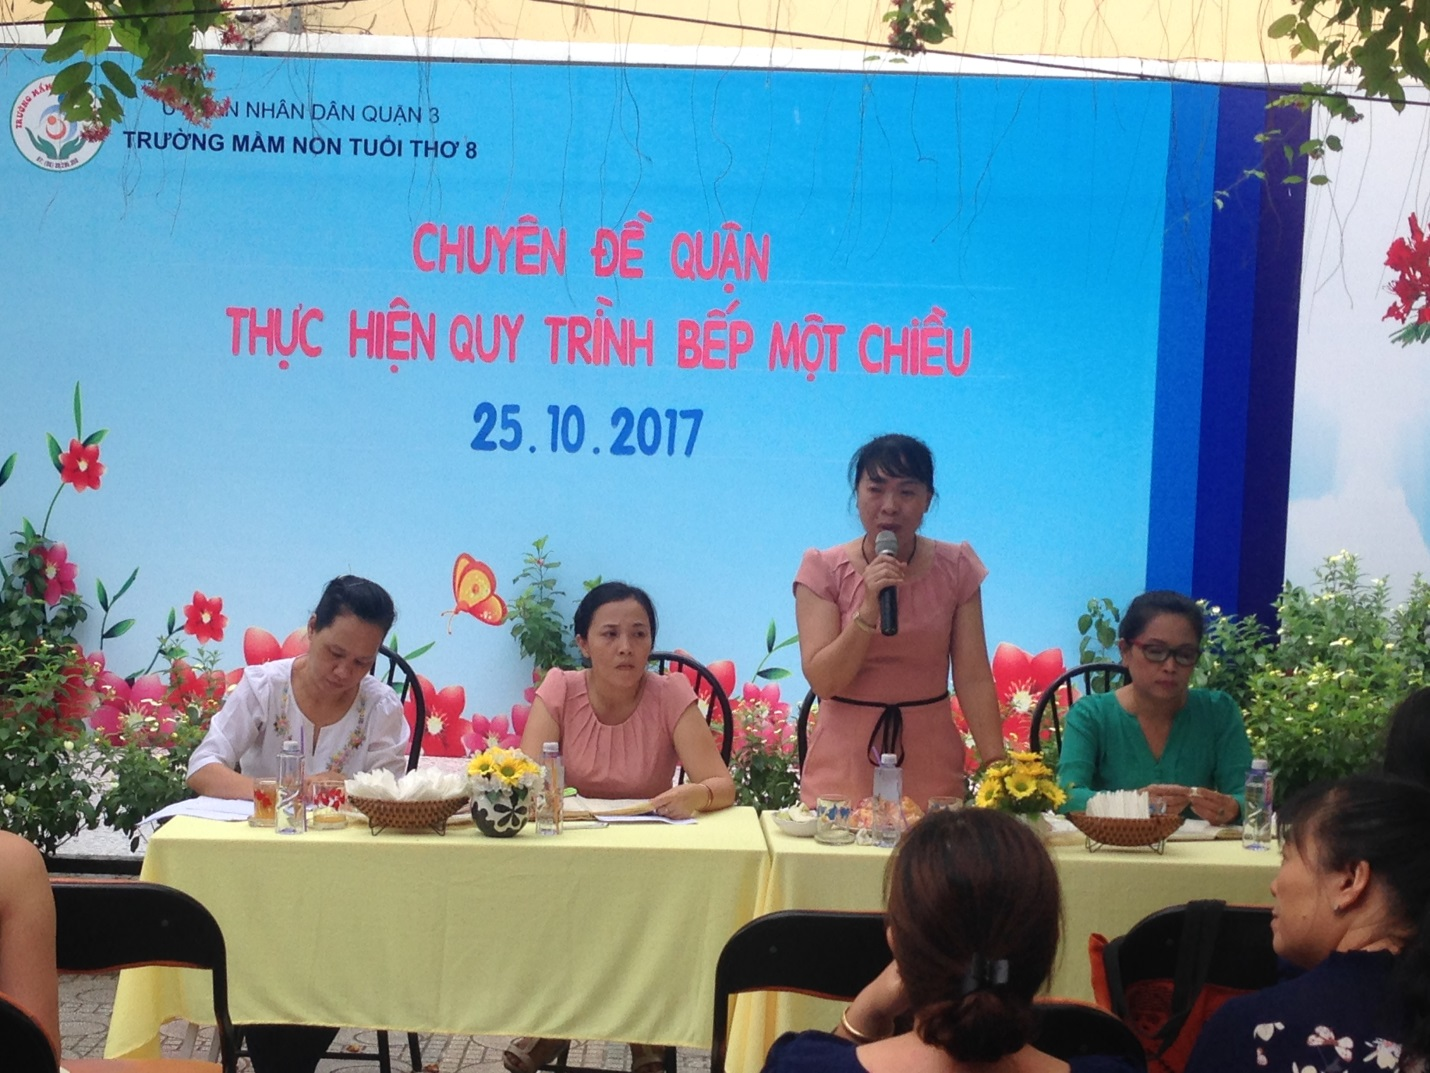 NHÂN DÂN QUẬN 3
TRƯỜNG MẦM NON TUỔI THƠ 8
CHUYÊN ĐỀ QUẬN
THỰC HIỆN QUY TRÌNH BẾP MỘT CHIỀU
25.10.2017